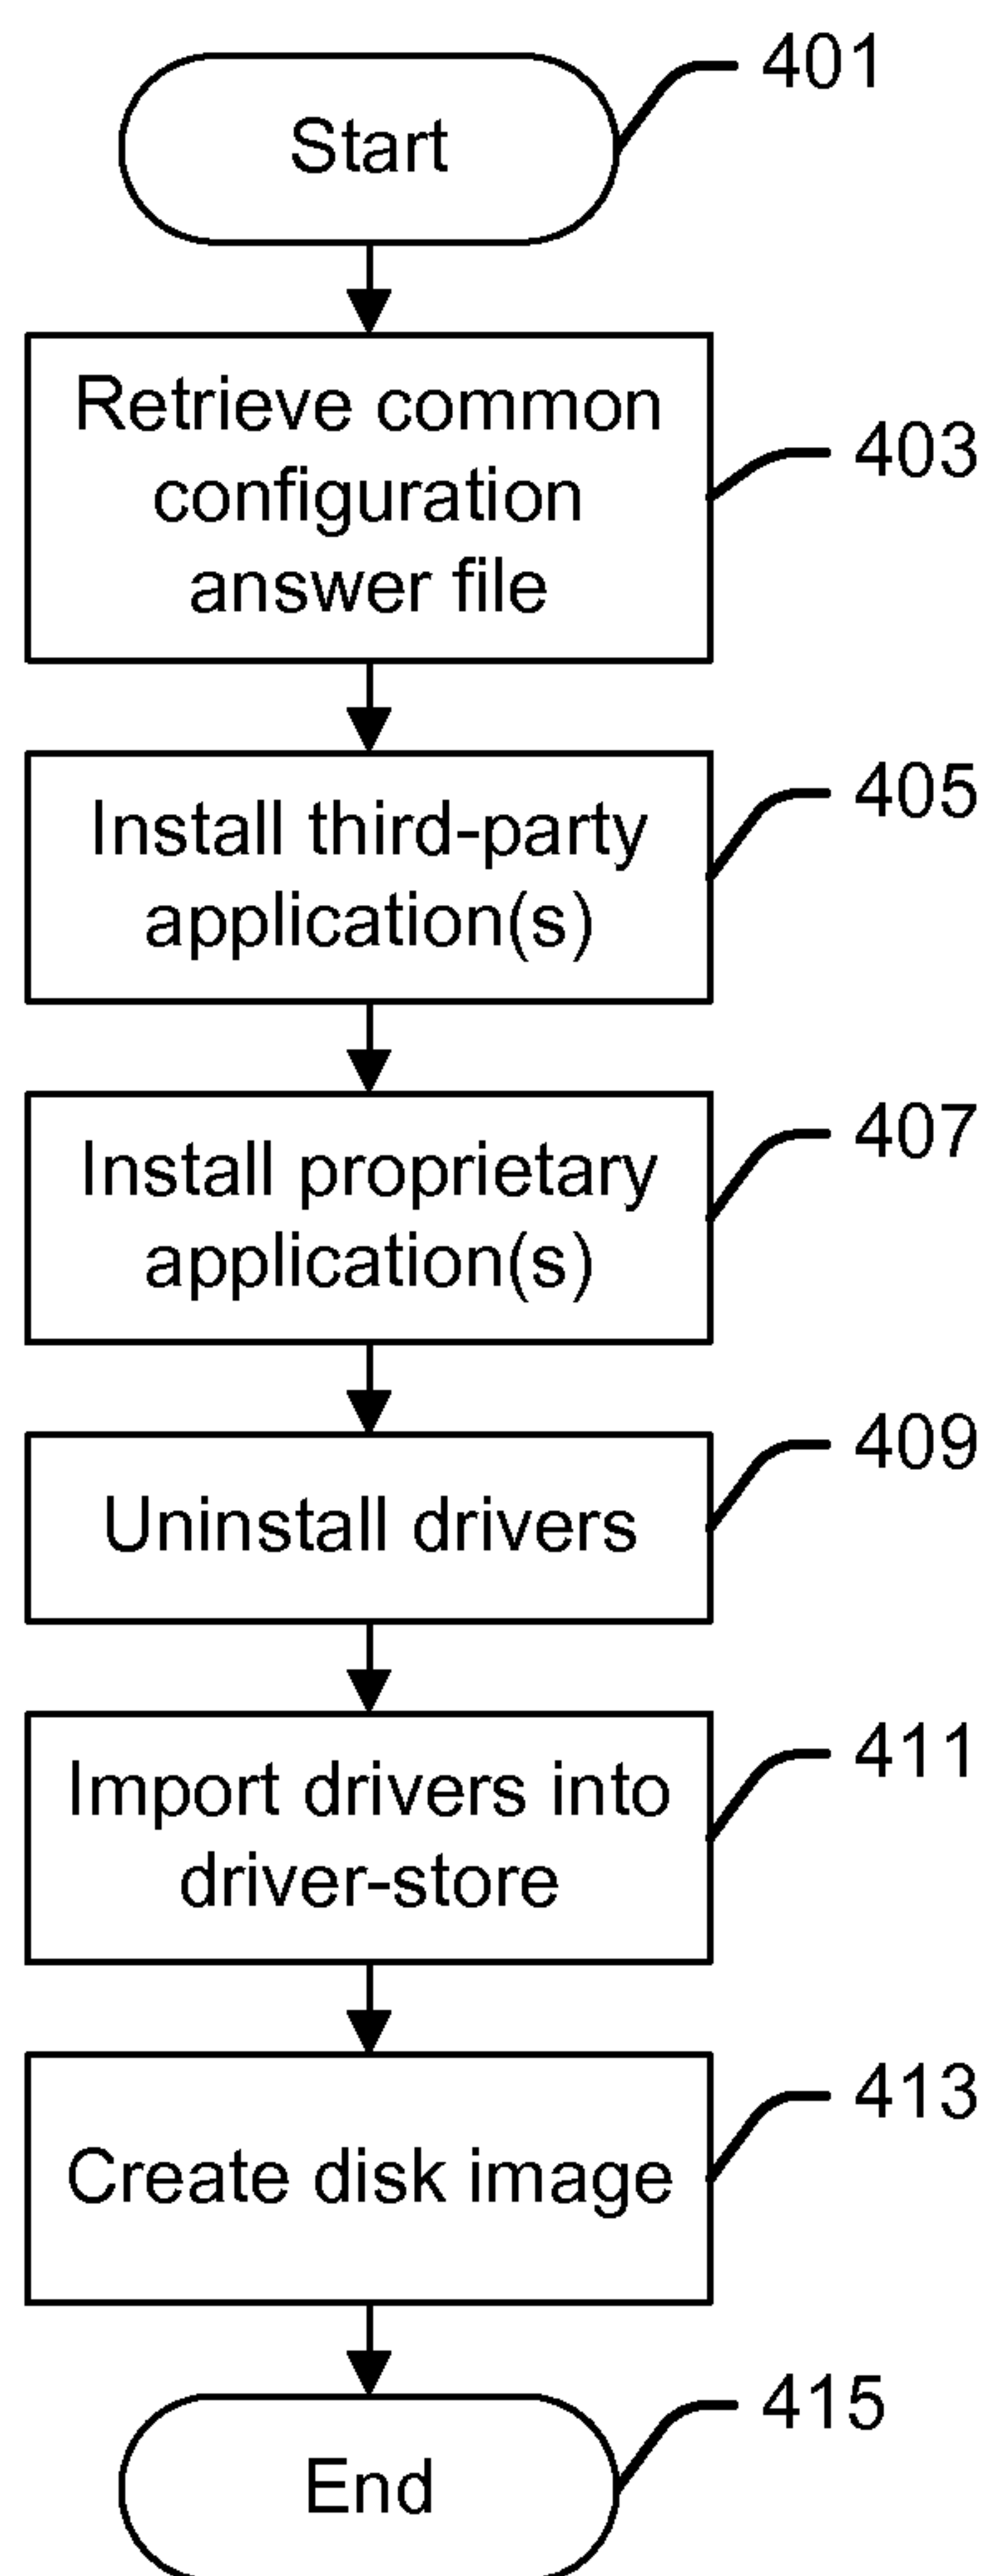 401
Start
Retrieve common
configuration
answer file
403
Install third-party
application(s)
405
Install proprietary
application(s)
407
Uninstall drivers
409
Import drivers into
driver-store
411
Create disk image
413
End
415